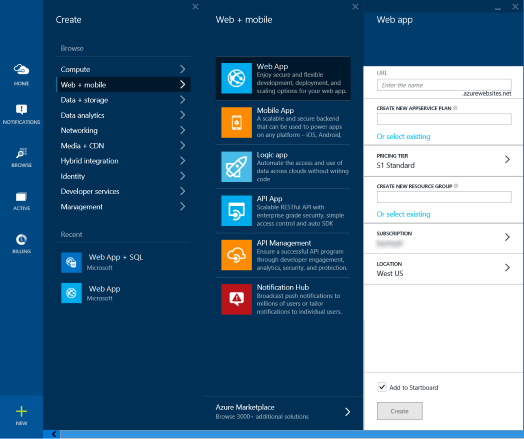 Create
Browse
Compute
Web + mobile
Data + storage
Data analytics
Networking
Media + CDN
Hybrid integration
Identity
Developer services
Management
Recent
Web App + SQL
Microsoft
Web App
Microsoft
HOME
NOTIFICATIONS
BROWSE
ACTIVE
BILLING
NEW
Web + mobile
Web App
Enjoy secure and flexible
development, deployment, and
scaling options for your web app.
Mobile App
A scalable and secure backend
that can be used to power apps
on any platform – iOS, Android.
Logic app
Automate the access and use of
data across clouds without writing
code
API App
Scalable RESTful API with
enterprise grade security, simple
access control and auto SDK
API Management
Ensure a successful API program
through developer engagement,
analytics, security, and protection.
Notification Hub
Broadcast push notifications to
millions of users or tailor
notifications to individual users.
Azure Marketplace
Browse 3000+ additional solutions
Web app
URL
Enter the name
.azurewebsites.net
CREATE NEW APPSERVICE PLAN
Or select existing
PRICING TIER
S1 Standard
CREATE NEW RESOURCE GROUP
Or select existing
SUBSCRIPTION
LOCATION
West US
Add to Startboard
Create